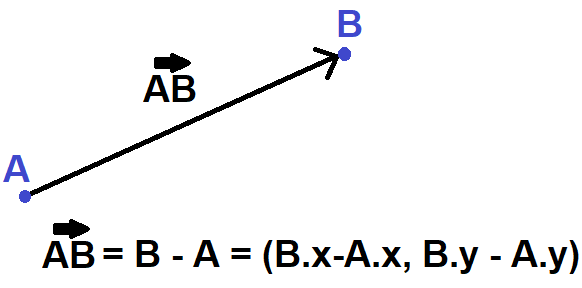 B
AB
A
AB = B - A = (B.x-A.x, B.y - A.y)